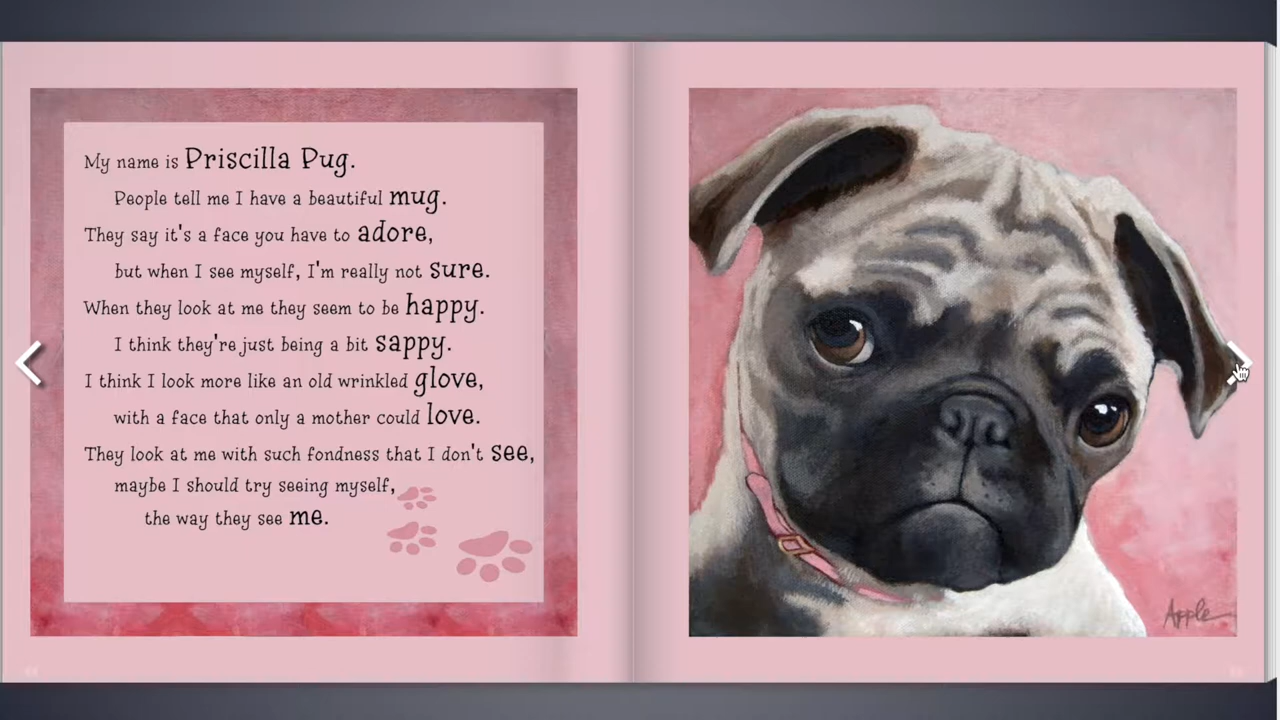 My name is Priscilla Pug.
People tell me I have a beautiful mug.
They say it's a face you have to adore,
but when I see myself, I'm really not sure.
When they look at me they seem to be happy.
I think they're just being a bit sappy.
I think I look more like an old wrinkled glove,
with a face that only a mother could love.
They look at me with such fondness that I don't see,
maybe I should try seeing myself,
the way they see me.
Apple